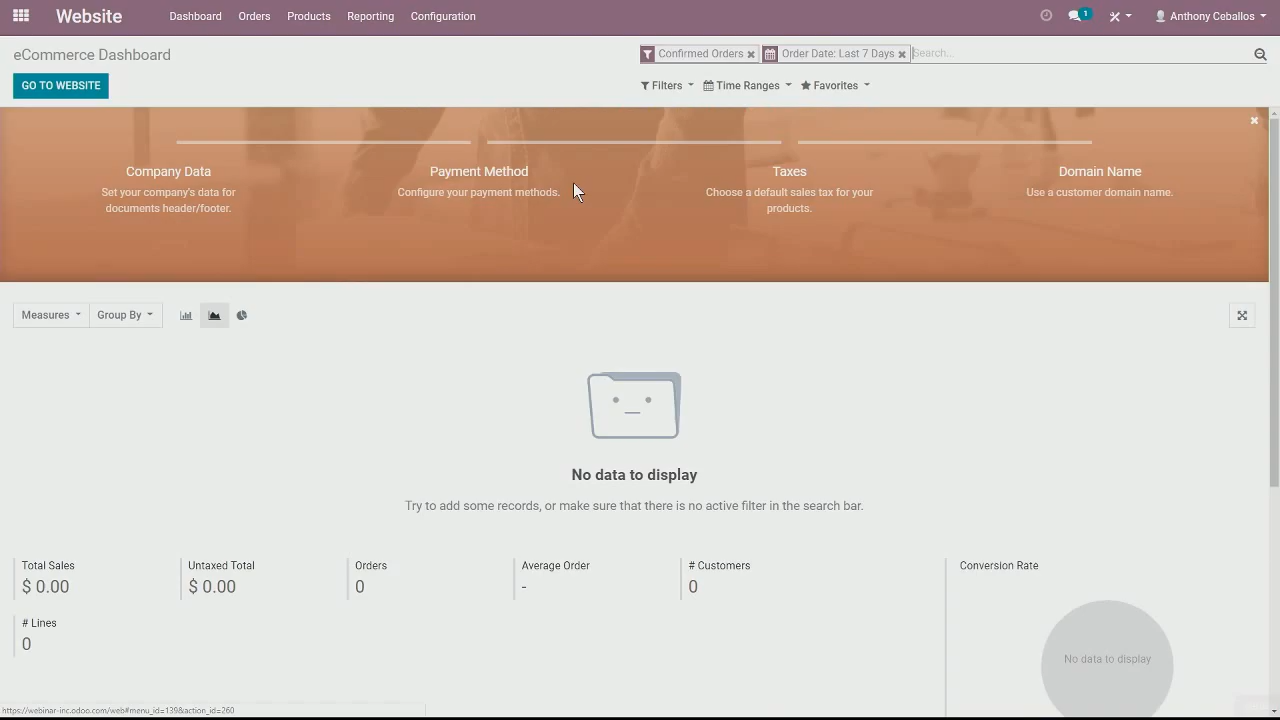 Website Dashboard Orders Products Reporting Configuration 1 Anthony Ceballos
eCommerce Dashboard
Confirmed Orders Order Date: Last 7 Days Search...
GO TO WEBSITE
Filters Time Ranges Favorites
Company Data
Set your company's data for
documents header/footer.
Payment Method
Configure your payment methods.
Taxes
Choose a default sales tax for your
products.
Domain Name
Use a customer domain name.
Measures Group By
No data to display
Try to add some records, or make sure that there is no active filter in the search bar.
Total Sales
$ 0.00
Untaxed Total
$ 0.00
Orders
0
Average Order
-
# Customers
0
# Lines
0
Conversion Rate
No data to display
https://webinar-inc.odoo.com/web#menu_id=139&action_id=260